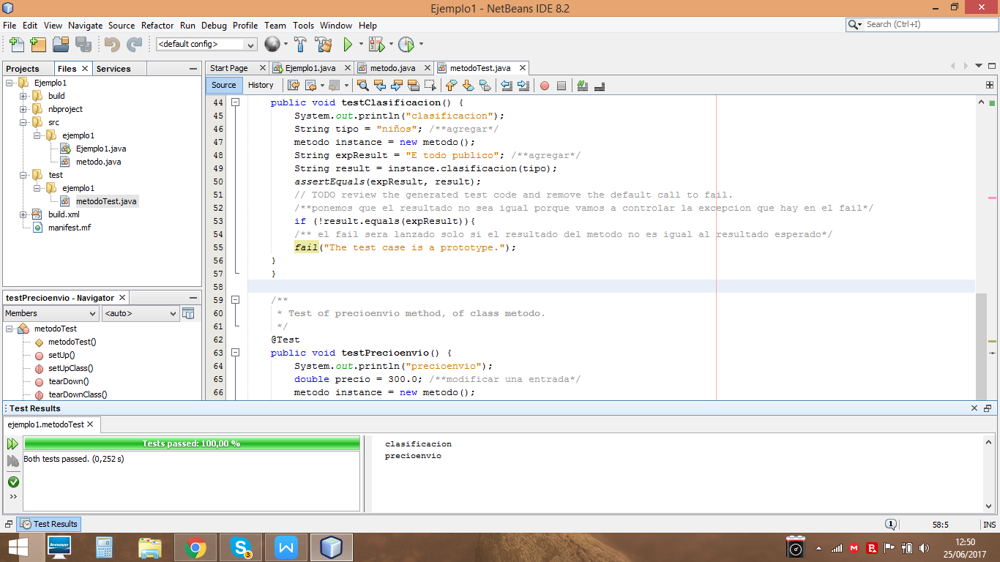 Ejemplo1 - NetBeans IDE 8.2
File Edit View Navigate Source Refactor Run Debug Profile Team Tools Window Help
Search (Ctrl+I)
<default config>
Projects Files Services
Ejemplo1
build
nbproject
src
ejemplo1
Ejemplo1.java
metodo.java
test
ejemplo1
metodoTest.java
build.xml
manifest.mf
testPrecioenvio - Navigator
Members <auto>
metodoTest
metodoTest()
setUp()
setUpClass()
tearDown()
tearDownClass()
Start Page Ejemplo1.java metodo.java metodoTest.java
Source History
44 public void testClasificacion() {
45 System.out.println("clasificacion");
46 String tipo = "niños"; /**agregar*/
47 metodo instance = new metodo();
48 String expResult = "E todo publico"; /**agregar*/
49 String result = instance.clasificacion(tipo);
50 assertEquals(expResult, result);
51 // TODO review the generated test code and remove the default call to fail.
52 /**ponemos que el resultado no sea igual porque vamos a controlar la excepcion que hay en el fail*/
53 if (!result.equals(expResult)){
54 /** el fail sera lanzado solo si el resultado del metodo no es igual al resultado esperado*/
55 fail("The test case is a prototype.");
56 }
57 }
58
59 /**
60 * Test of precioenvio method, of class metodo.
61 */
62 @Test
63 public void testPrecioenvio() {
64 System.out.println("precioenvio");
65 double precio = 300.0; /**modificar una entrada*/
66 metodo instance = new metodo();
Test Results
ejemplo1.metodoTest
Tests passed: 100,00 %
Both tests passed. (0,252 s)
clasificacion
precioenvio
Test Results
1
58:5
INS
lenovo
3
12:50
25/06/2017